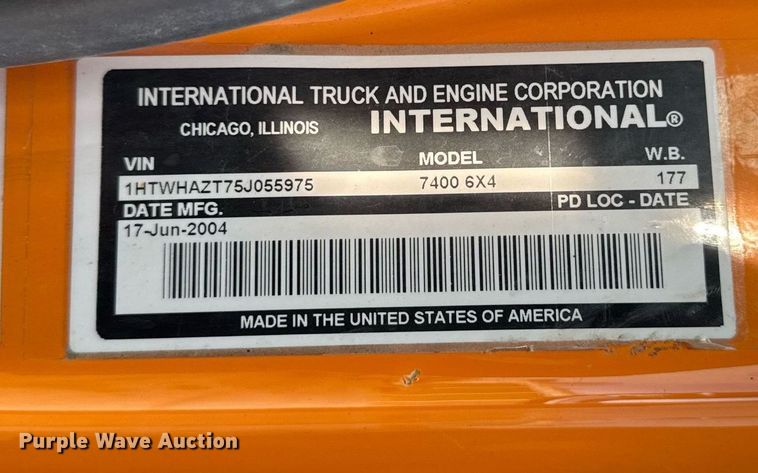 INTERNATIONAL TRUCK AND ENGINE CORPORATION
CHICAGO, ILLINOIS INTERNATIONAL®
VIN MODEL W.B.
1HTWHAZT75J055975 7400 6X4 177
DATE MFG. PD LOC - DATE
17-Jun-2004
MADE IN THE UNITED STATES OF AMERICA
Purple Wave Auction